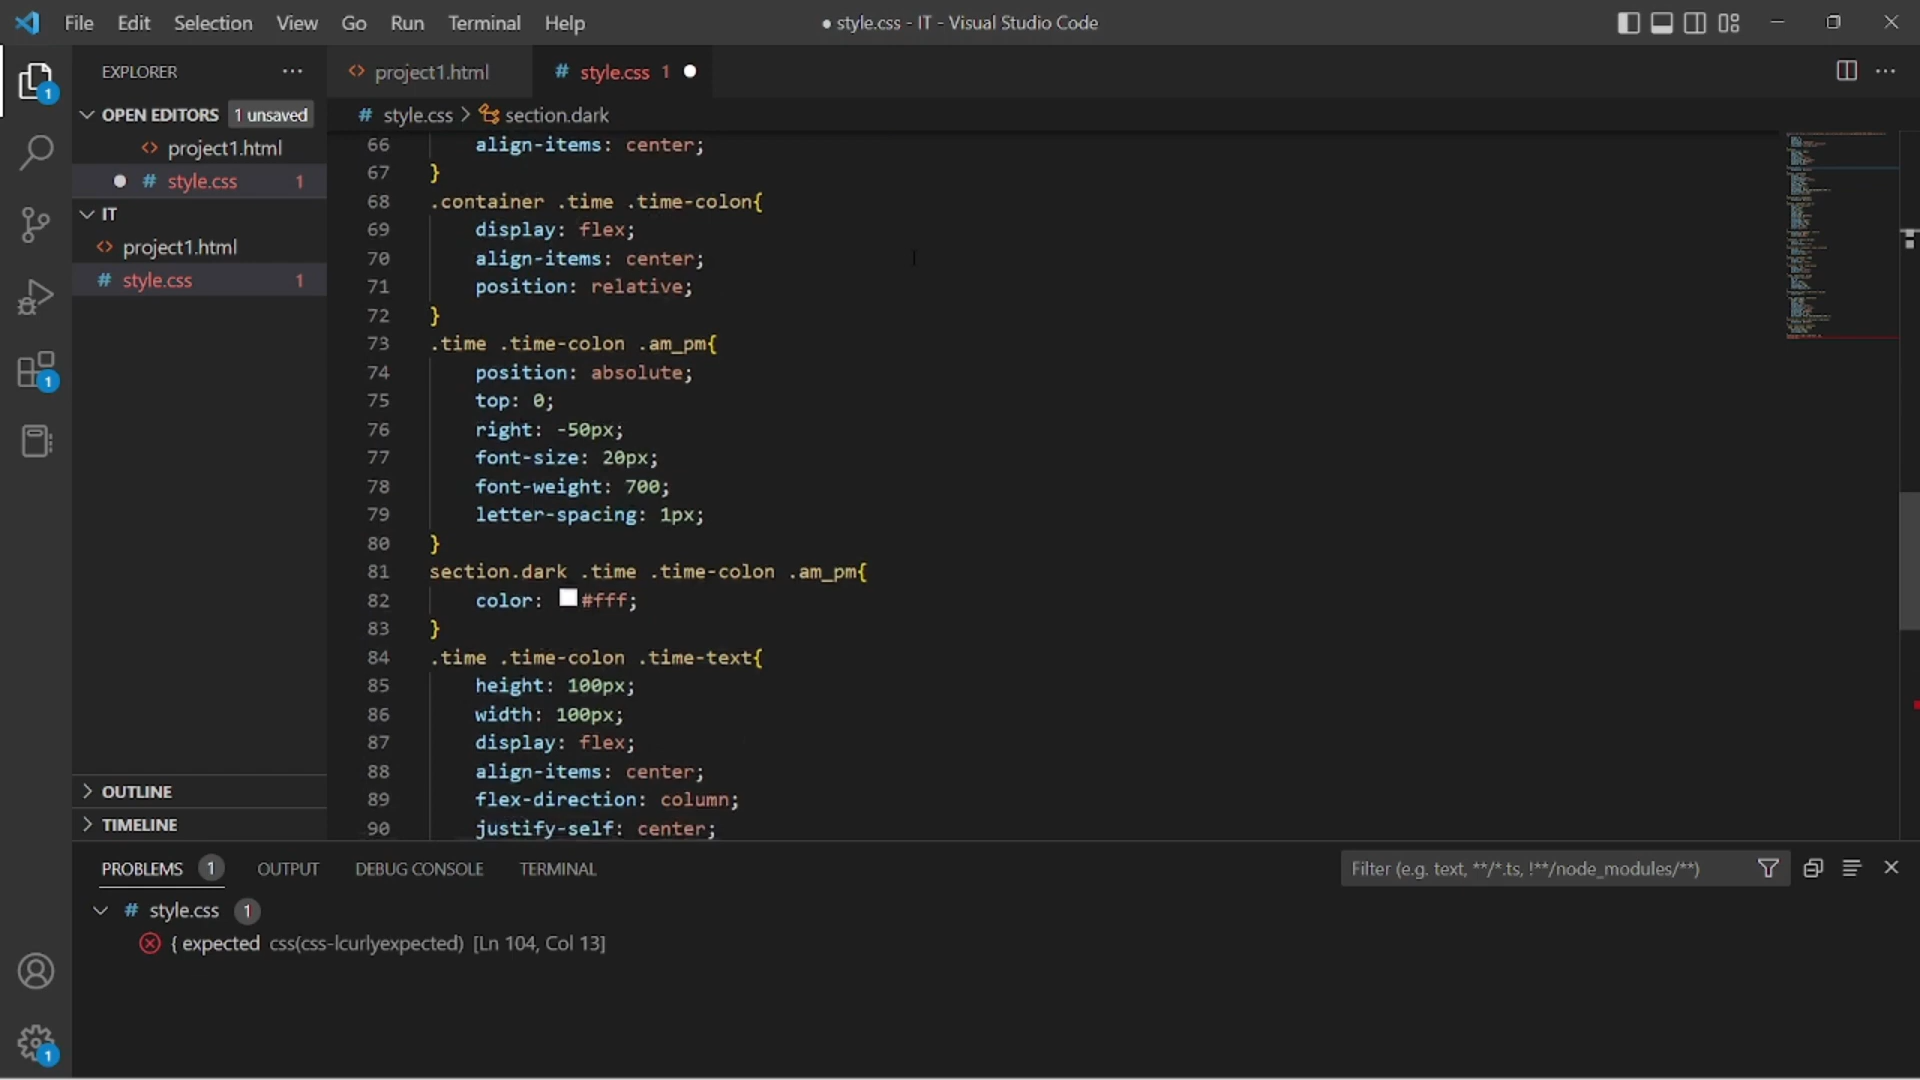 File Edit Selection View Go Run Terminal Help
● style.css - IT - Visual Studio Code
EXPLORER
project1.html
# style.css 1
OPEN EDITORS 1 unsaved
# style.css > section.dark
project1.html
# style.css 1
IT
project1.html
# style.css 1
OUTLINE
TIMELINE
66 align-items: center;
67 }
68 .container .time .time-colon{
69 display: flex;
70 align-items: center;
71 position: relative;
72 }
73 .time .time-colon .am_pm{
74 position: absolute;
75 top: 0;
76 right: -50px;
77 font-size: 20px;
78 font-weight: 700;
79 letter-spacing: 1px;
80 }
81 section.dark .time .time-colon .am_pm{
82 color: #fff;
83 }
84 .time .time-colon .time-text{
85 height: 100px;
86 width: 100px;
87 display: flex;
88 align-items: center;
89 flex-direction: column;
90 justify-self: center;
PROBLEMS 1 OUTPUT DEBUG CONSOLE TERMINAL
Filter (e.g. text, **/*.ts, !**/node_modules/**)
# style.css 1
{ expected css(css-lcurlyexpected) [Ln 104, Col 13]
1
1
1